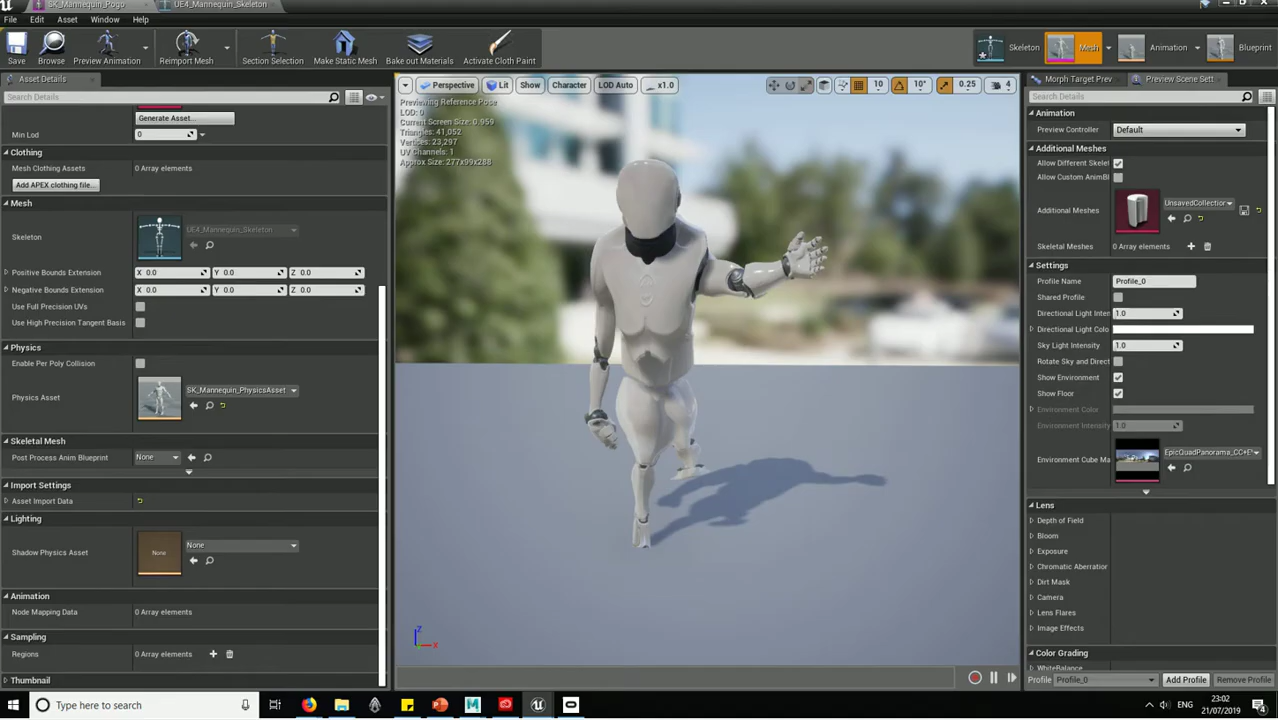 SK_Mannequin_Pogo
UE4_Mannequin_Skeleton
File Edit Asset Window Help
Save Browse Preview Animation Reimport Mesh Section Selection Make Static Mesh Bake out Materials Activate Cloth Paint
Skeleton Mesh Animation Blueprint
Asset Details
Search Details
Generate Asset...
Min Lod 0
Clothing
Mesh Clothing Assets 0 Array elements
Add APEX clothing file...
Mesh
Skeleton UE4_Mannequin_Skeleton
Positive Bounds Extension X 0.0 Y 0.0 Z 0.0
Negative Bounds Extension X 0.0 Y 0.0 Z 0.0
Use Full Precision UVs
Use High Precision Tangent Basis
Physics
Enable Per Poly Collision
Physics Asset SK_Mannequin_PhysicsAsset
Skeletal Mesh
Post Process Anim Blueprint None
Import Settings
Asset Import Data
Lighting
Shadow Physics Asset None None
Animation
Node Mapping Data 0 Array elements
Sampling
Regions 0 Array elements
Thumbnail
Perspective Lit Show Character LOD Auto x1.0 10 10° 0.25 4
Previewing Reference Pose
LOD: 0
Current Screen Size: 0.959
Triangles: 41,052
Vertices: 23,297
UV Channels: 1
Approx Size: 277x99x288
Z
X
Morph Target Prev Preview Scene Sett
Search Details
Animation
Preview Controller Default
Additional Meshes
Allow Different Skele
Allow Custom AnimBl
Additional Meshes UnsavedCollection
Skeletal Meshes 0 Array elements
Settings
Profile Name Profile_0
Shared Profile
Directional Light Inten 1.0
Directional Light Colo
Sky Light Intensity 1.0
Rotate Sky and Direct
Show Environment
Show Floor
Environment Color
Environment Intensity 1.0
Environment Cube Ma EpicQuadPanorama_CC+E
Lens
Depth of Field
Bloom
Exposure
Chromatic Aberration
Dirt Mask
Camera
Lens Flares
Image Effects
Color Grading
WhiteBalance
Profile Profile_0 Add Profile Remove Profile
Type here to search
ENG
23:02
21/07/2019